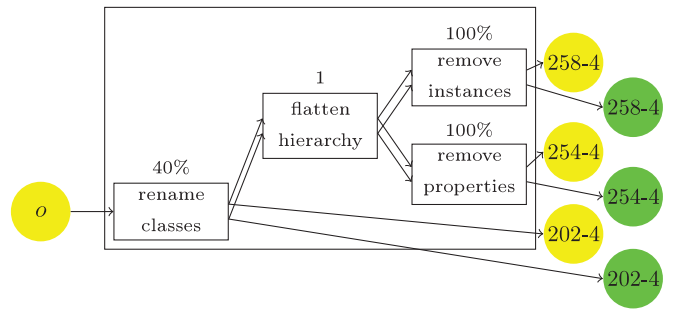 100%
remove
instances
258-4
258-4
1
flatten
hierarchy
100%
remove
properties
254-4
254-4
40%
rename
classes
o
202-4
202-4